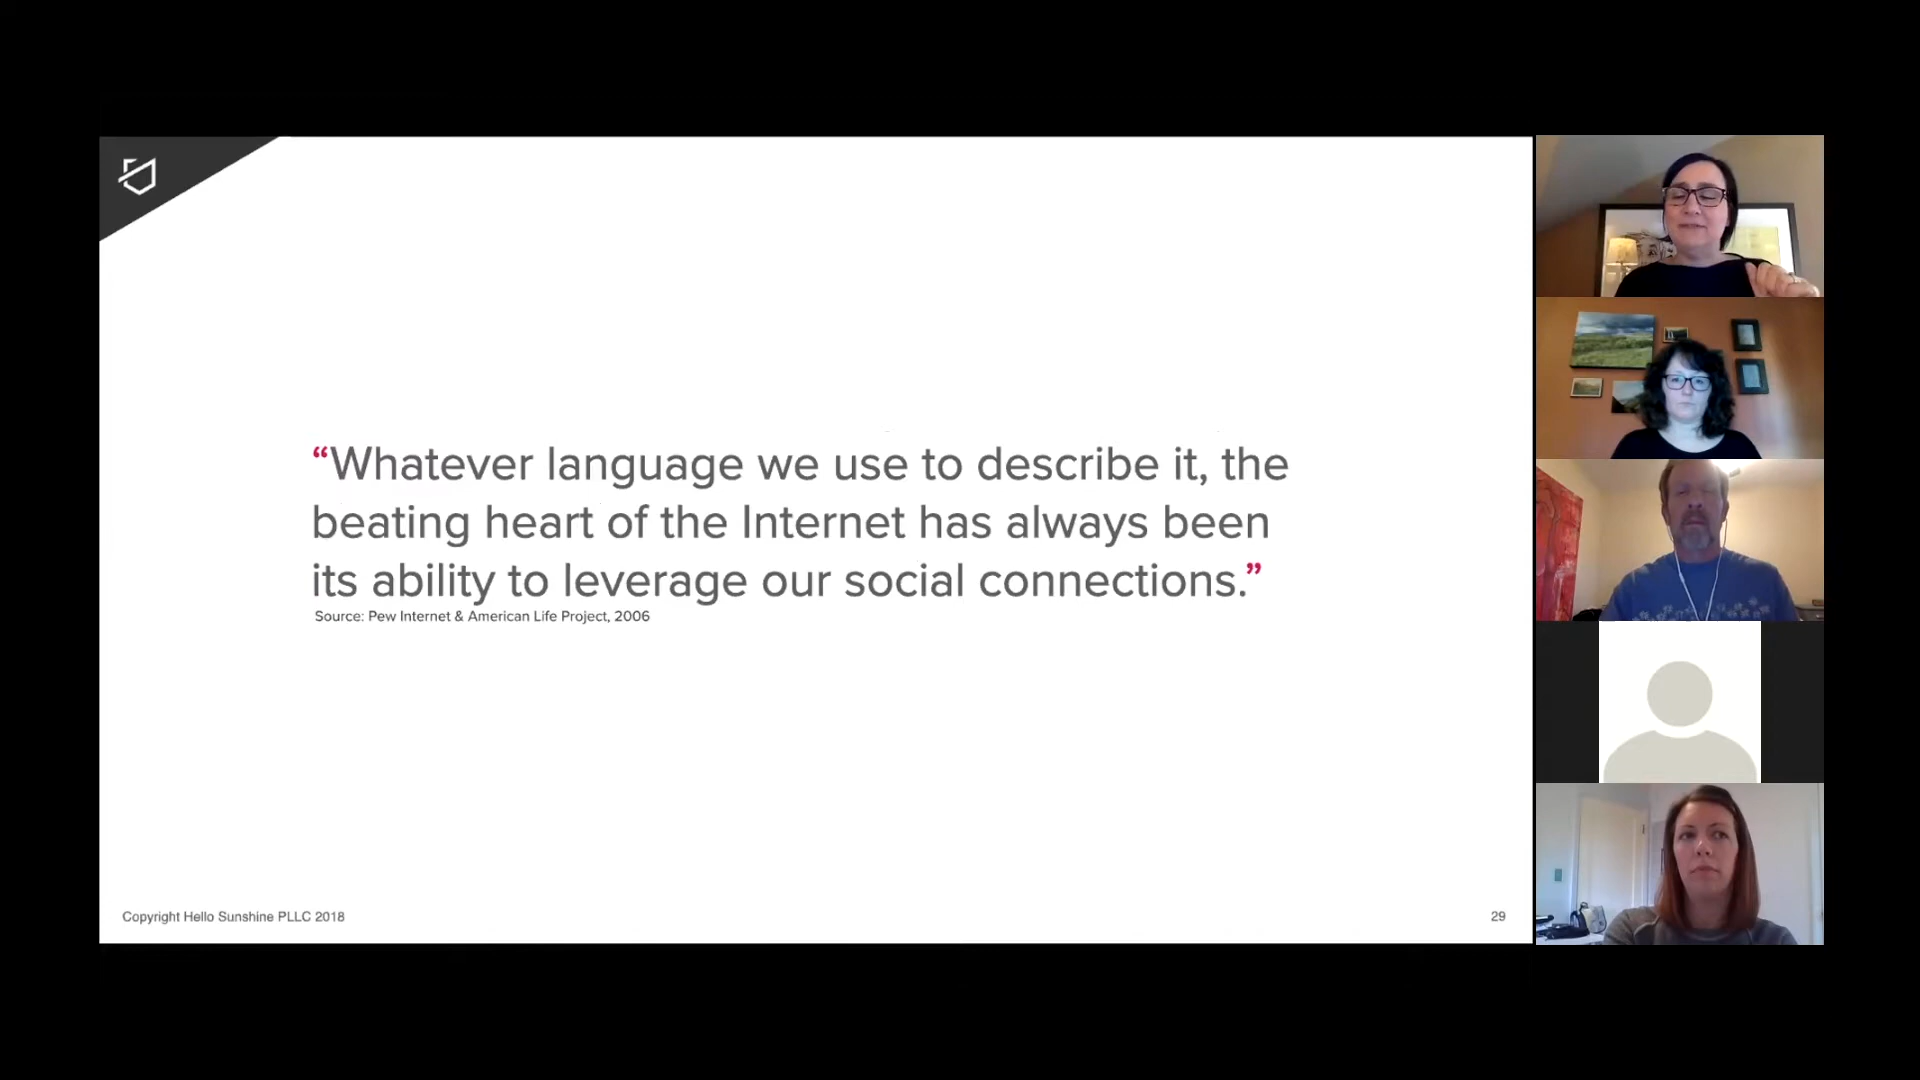 “Whatever language we use to describe it, the
beating heart of the Internet has always been
its ability to leverage our social connections.”
Source: Pew Internet & American Life Project, 2006
Copyright Hello Sunshine PLLC 2018
29